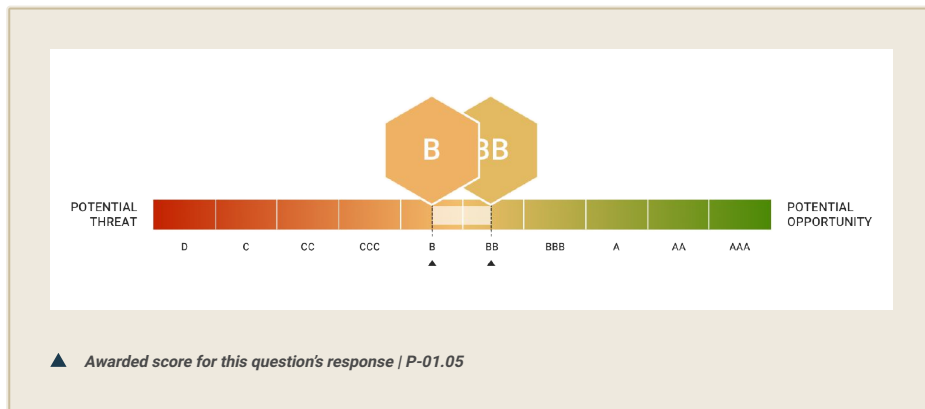 B
BB
POTENTIAL
THREAT
POTENTIAL
OPPORTUNITY
D C CC CCC B BB BBB A AA AAA
Awarded score for this question's response | P-01.05